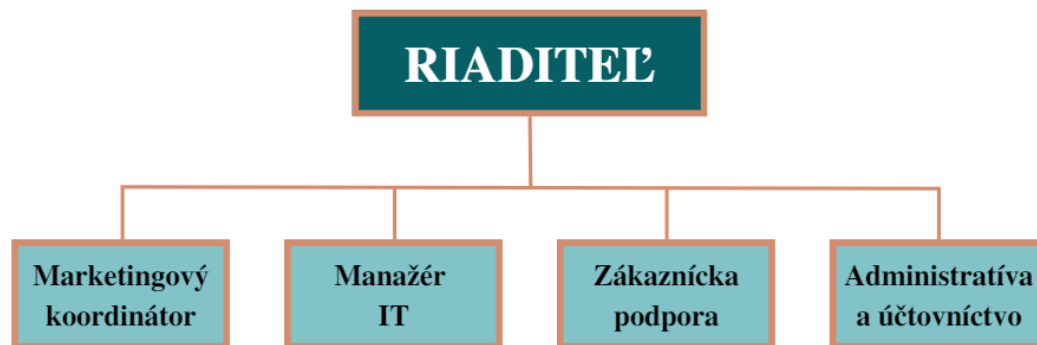 RIADITEĽ
Marketingový
koordinátor
Manažér
IT
Zákaznícka
podpora
Administratíva
a účtovníctvo